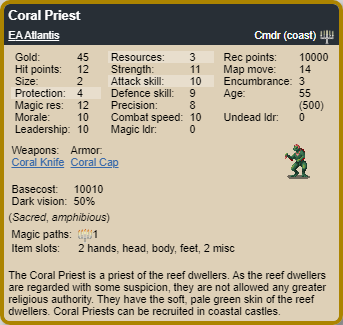 Coral Priest
EA Atlantis Cmdr (coast)
Gold: 45 Resources: 3 Rec points: 10000
Hit points: 12 Strength: 11 Map move: 14
Size: 2 Attack skill: 10 Encumbrance: 3
Protection: 4 Defence skill: 9 Age: 55
Magic res: 12 Precision: 8 (500)
Morale: 10 Combat speed: 10 Undead ldr: 0
Leadership: 10 Magic ldr: 0
Weapons: Armor:
Coral Knife Coral Cap
Basecost: 10010
Dark vision: 50%
(Sacred, amphibious)
Magic paths: 1
Item slots: 2 hands, head, body, feet, 2 misc
The Coral Priest is a priest of the reef dwellers. As the reef dwellers
are regarded with some suspicion, they are not allowed any greater
religious authority. They have the soft, pale green skin of the reef
dwellers. Coral Priests can be recruited in coastal castles.